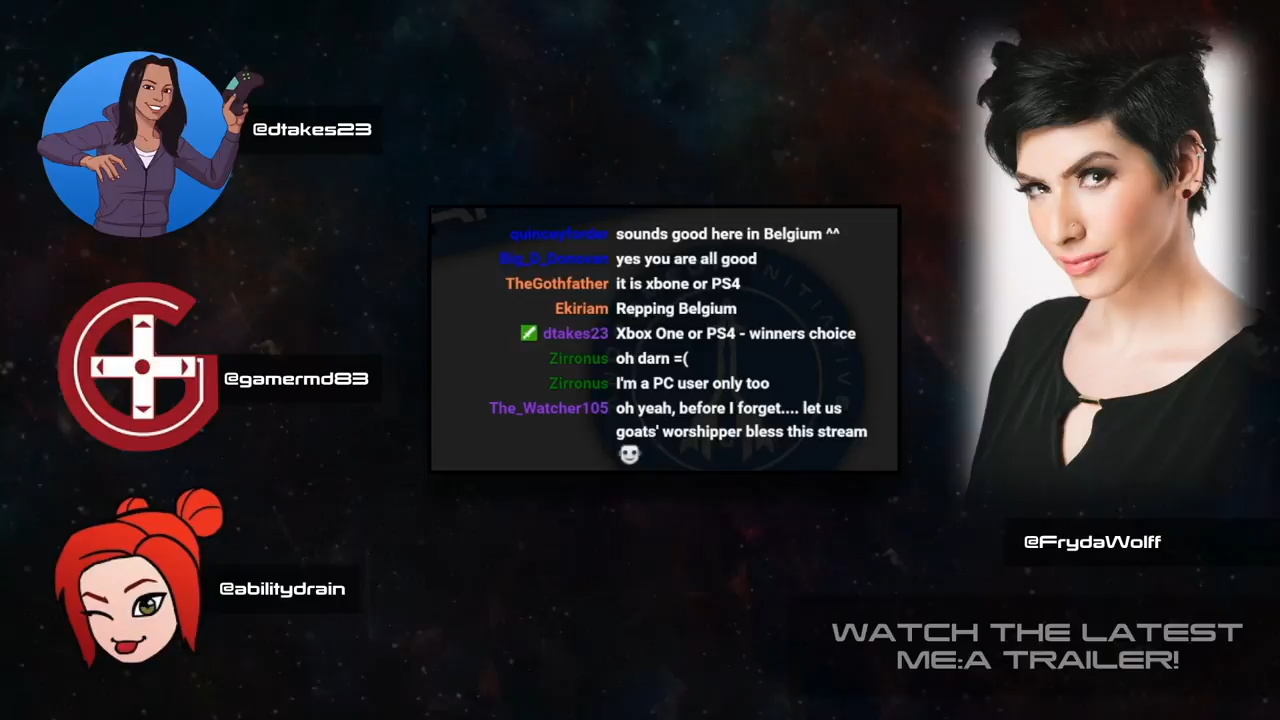 @dtakes23
@gamermd83
@abilitydrain
quinceyforder sounds good here in Belgium ^^
Big_D_Donovan yes you are all good
TheGothfather it is xbone or PS4
Ekiriam Repping Belgium
dtakes23 Xbox One or PS4 - winners choice
Zirronus oh darn =(
Zirronus I'm a PC user only too
The_Watcher105 oh yeah, before I forget.... let us
goats' worshipper bless this stream
@FrydaWolff
WATCH THE LATEST
ME:A TRAILER!